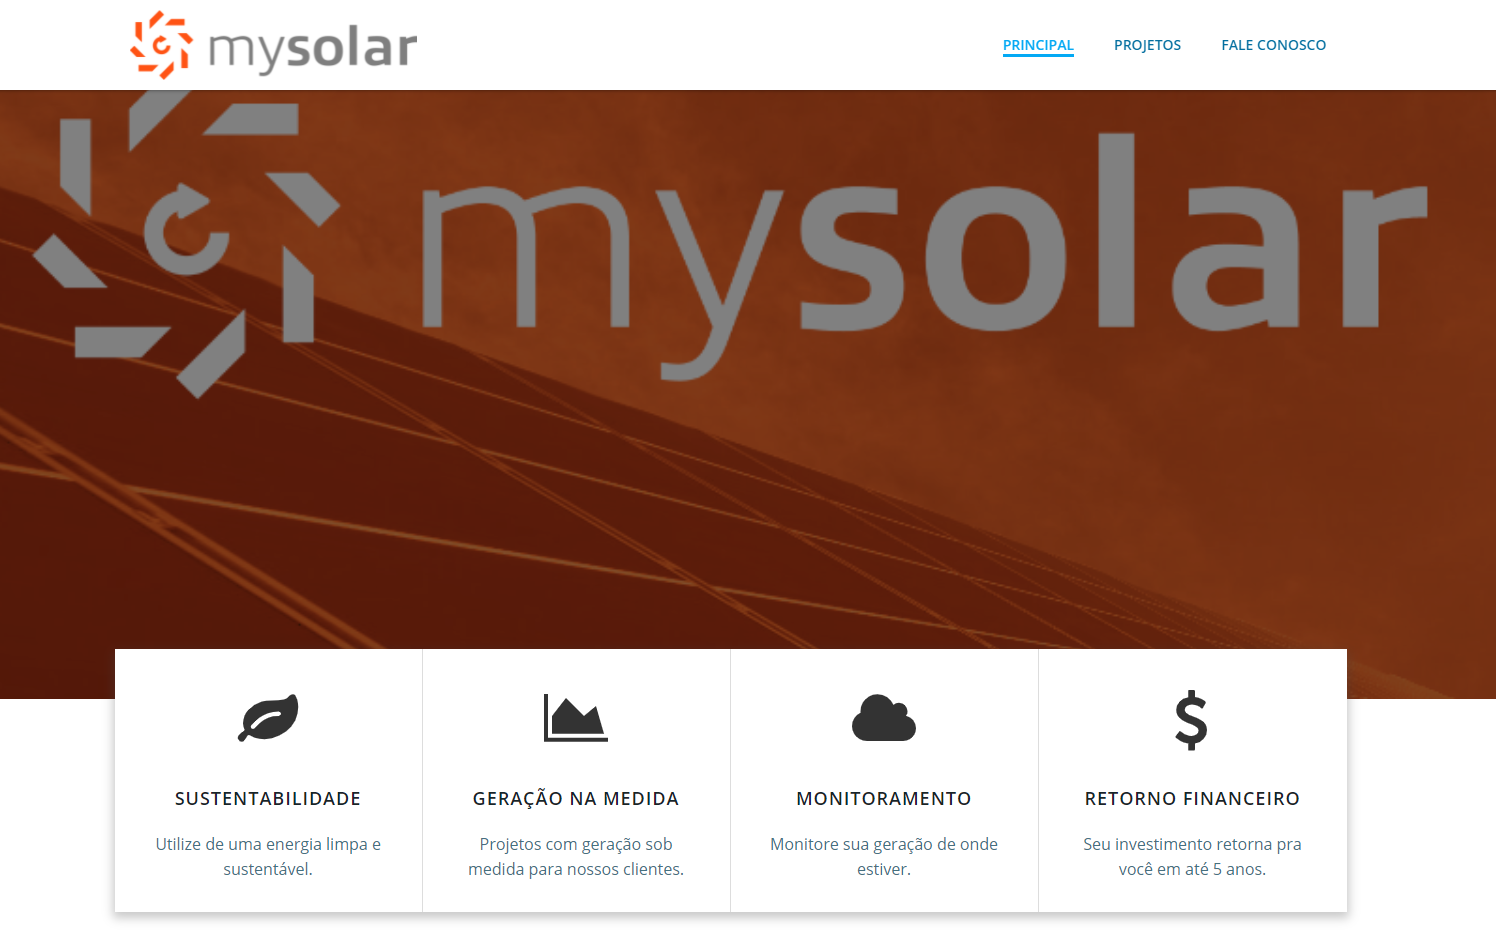 mysolar
PRINCIPAL
PROJETOS
FALE CONOSCO
mysolar
SUSTENTABILIDADE
Utilize de uma energia limpa e
sustentável.
GERAÇÃO NA MEDIDA
Projetos com geração sob
medida para nossos clientes.
MONITORAMENTO
Monitore sua geração de onde
estiver.
RETORNO FINANCEIRO
Seu investimento retorna pra
você em até 5 anos.